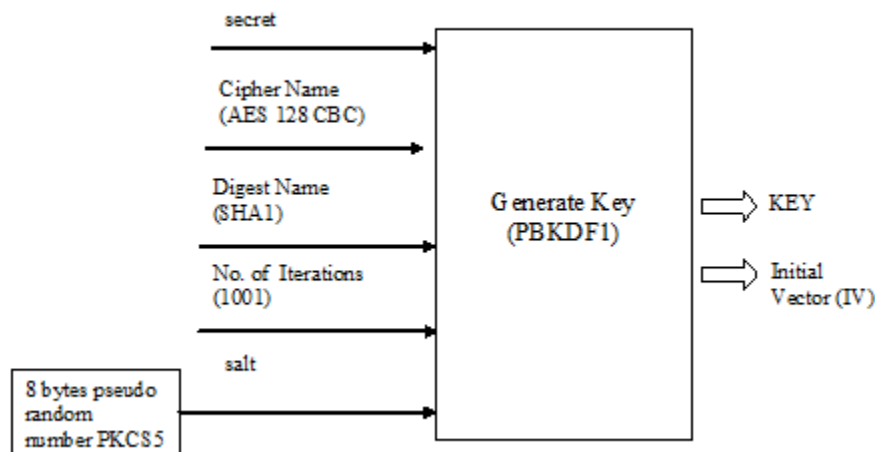 secret
Cipher Name
(AES 128 CBC)
Digest Name
(SHA1)
No. of Iterations
(1001)
salt
8 bytes pseudo
random
number PKCS5
Generate Key
(PBKDF1)
KEY
Initial
Vector (IV)